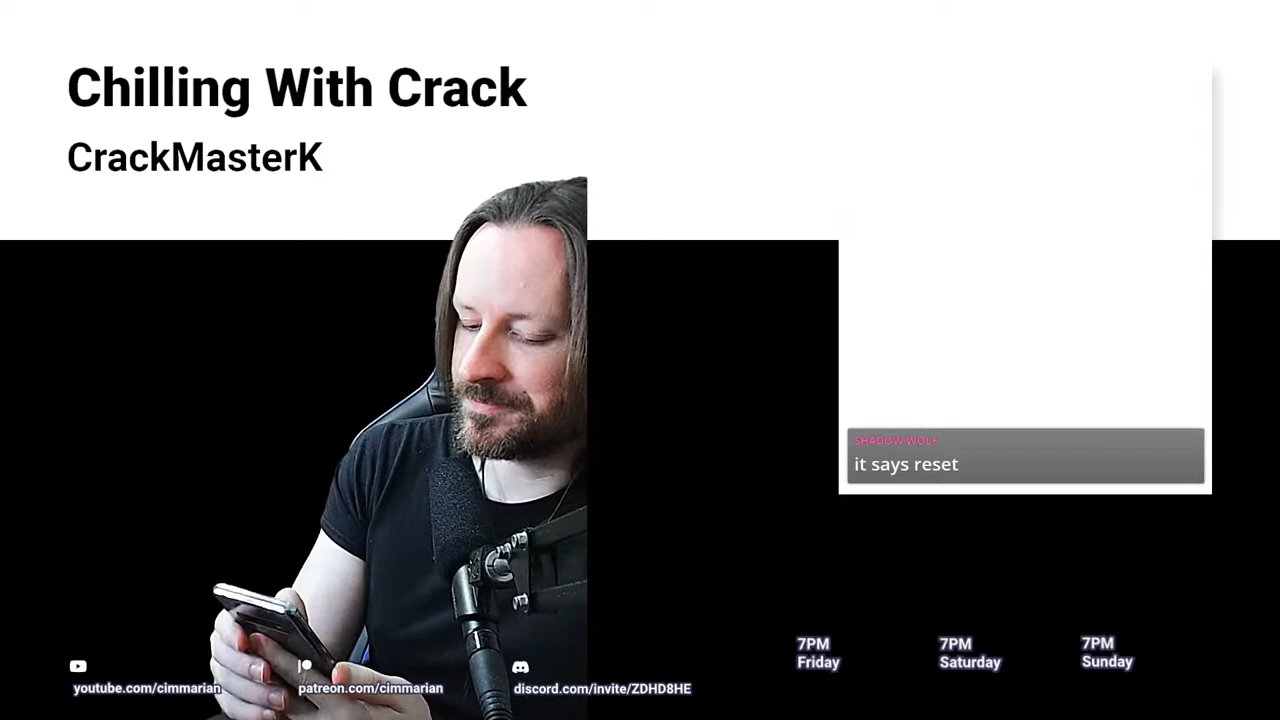 Chilling With Crack
CrackMasterK
SHADOW WOLF
it says reset
7PM
Friday
7PM
Saturday
7PM
Sunday
youtube.com/cimmarian
patreon.com/cimmarian
discord.com/invite/ZDHD8HE